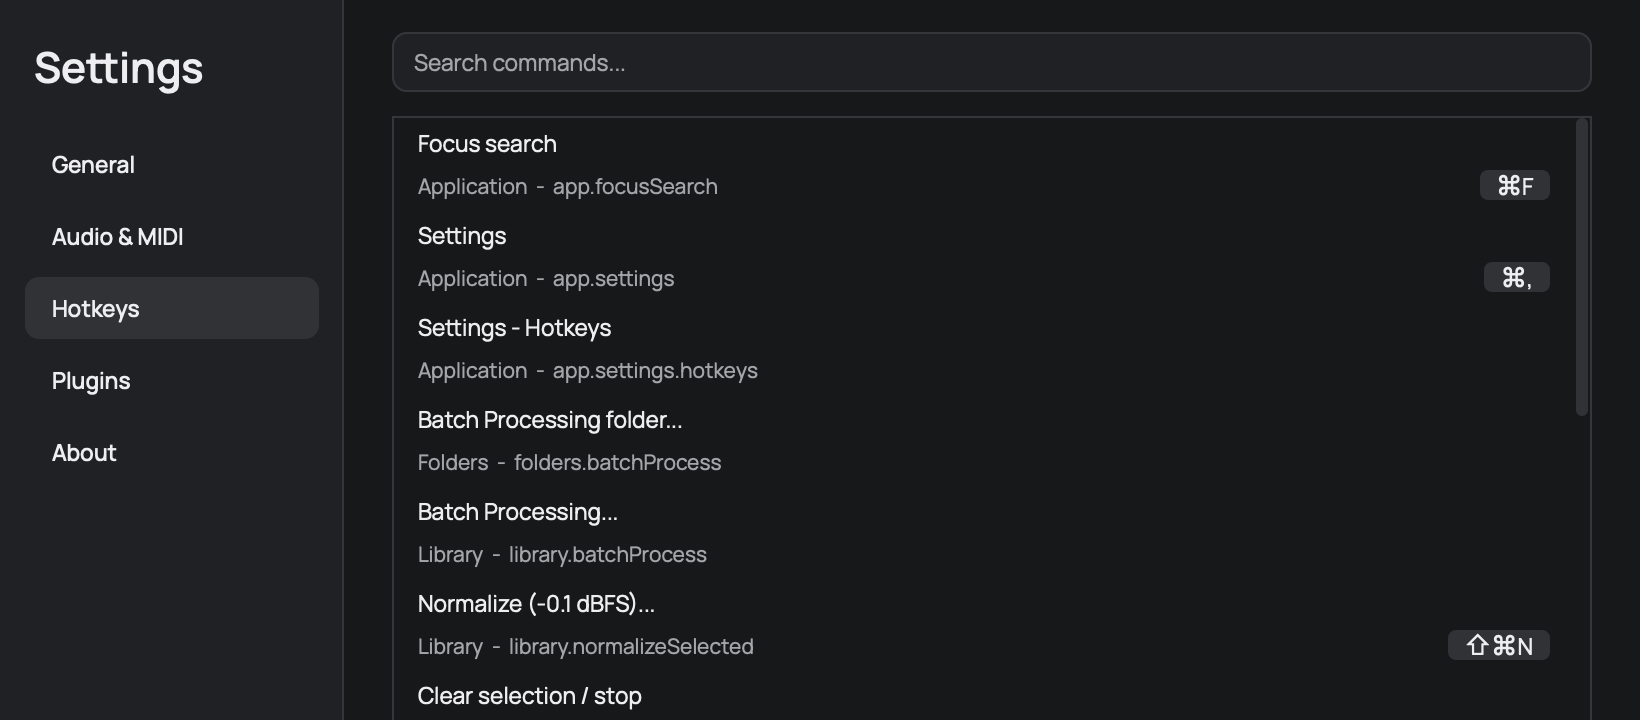 Settings
General
Audio & MIDI
Hotkeys
Plugins
About
Search commands...
Focus search
Application - app.focusSearch
⌘F
Settings
Application - app.settings
⌘,
Settings - Hotkeys
Application - app.settings.hotkeys
Batch Processing folder...
Folders - folders.batchProcess
Batch Processing...
Library - library.batchProcess
Normalize (-0.1 dBFS)...
Library - library.normalizeSelected
⇧⌘N
Clear selection / stop